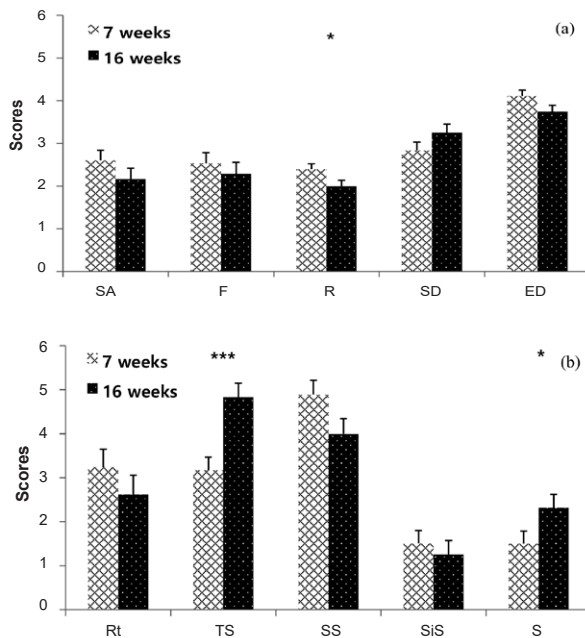 6
5
4
3
2
1
0
Scores
7 weeks
16 weeks
*
(a)
SA F R SD ED
6
5
4
3
2
1
0
Scores
7 weeks
16 weeks
***
*
(b)
Rt TS SS SiS S